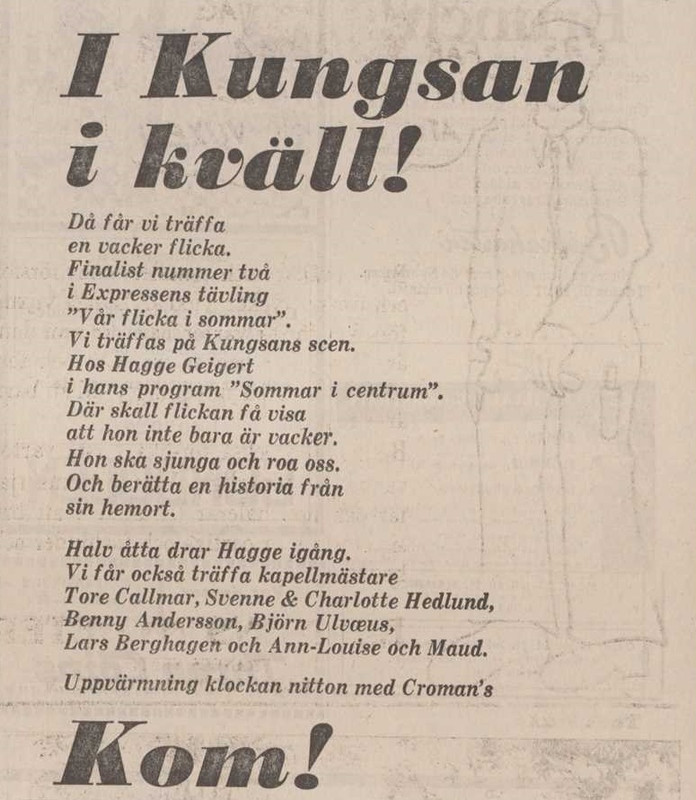 I Kungsan
i kväll!
Då får vi träffa
en vacker flicka.
Finalist nummer två
i Expressens tävling
"Vår flicka i sommar".
Vi träffas på Kungsans scen.
Hos Hagge Geigert
i hans program "Sommar i centrum".
Där skall flickan få visa
att hon inte bara är vacker.
Hon ska sjunga och roa oss.
Och berätta en historia från
sin hemort.
Halv åtta drar Hagge igång.
Vi får också träffa kapellmästare
Tore Callmar, Svenne & Charlotte Hedlund,
Benny Andersson, Björn Ulvœus,
Lars Berghagen och Ann-Louise och Maud.
Uppvärmning klockan nitton med Croman's
Kom!